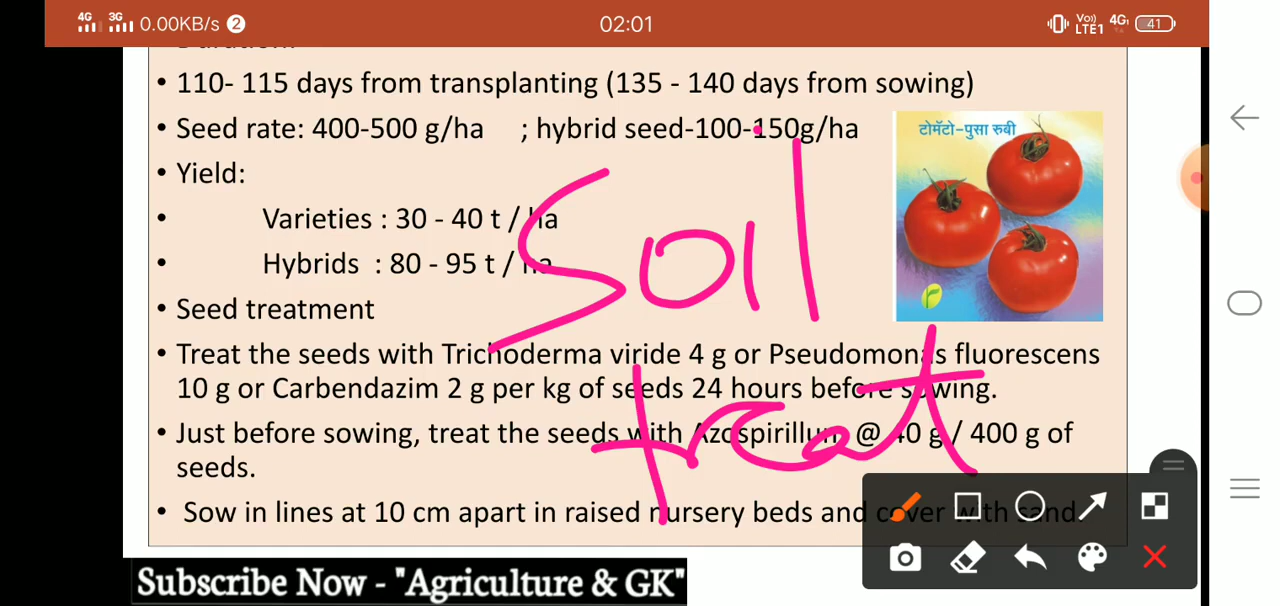 4G 3G 0.00KB/s 2 02:01 Vo) LTE1 4G 41
• 110- 115 days from transplanting (135 - 140 days from sowing)
• Seed rate: 400-500 g/ha ; hybrid seed-100-150g/ha
टोमॅटो-पुसा रुबी
• Yield:
• Varieties : 30 - 40 t / ha
• Hybrids : 80 - 95 t / ha
Soil
• Seed treatment
• Treat the seeds with Trichoderma viride 4 g or Pseudomonas fluorescens
10 g or Carbendazim 2 g per kg of seeds 24 hours before sowing.
treat
• Just before sowing, treat the seeds with Azospirillum @ 40 g / 400 g of
seeds.
• Sow in lines at 10 cm apart in raised nursery beds and cover with sand.
Subscribe Now - "Agriculture & GK"